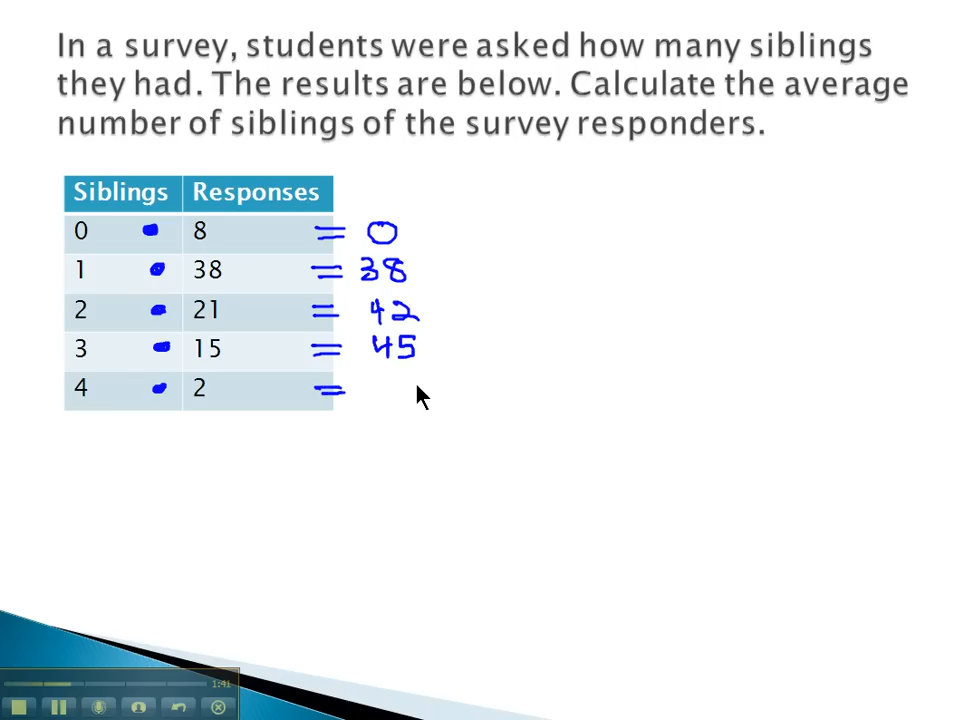 In a survey, students were asked how many siblings
they had. The results are below. Calculate the average
number of siblings of the survey responders.
Siblings Responses
0 • 8 = 0
1 • 38 = 38
2 • 21 = 42
3 • 15 = 45
4 • 2 =
1:41